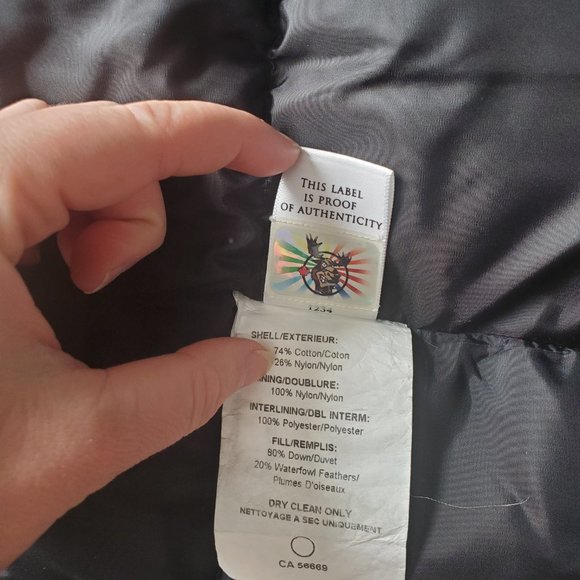 THIS LABEL
IS PROOF
OF AUTHENTICITY
1234
SHELL/EXTERIEUR:
74% Cotton/Coton
26% Nylon/Nylon
NING/DOUBLURE:
100% Nylon/Nylon
INTERLINING/DBL INTERM:
100% Polyester/Polyester
FILL/REMPLIS:
80% Down/Duvet
20% Waterfowl Feathers/
Plumes D'oiseaux
DRY CLEAN ONLY
NETTOYAGE A SEC UNIQUEMENT
CA 56669